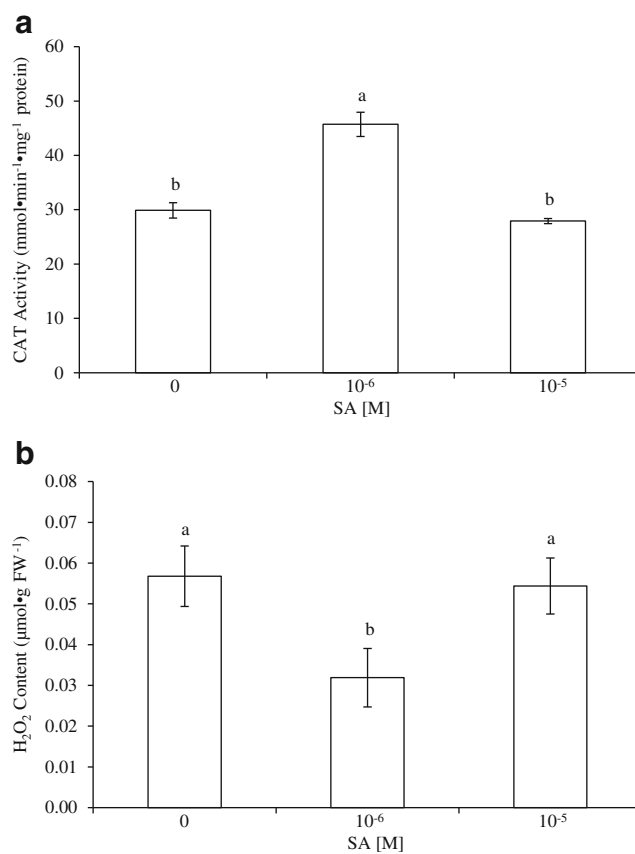 a
60
50
40
30
20
10
0
CAT Activity (mmol•min⁻¹•mg⁻¹ protein)
b
a
b
0
10⁻⁶
10⁻⁵
SA [M]
b
0.08
0.07
0.06
0.05
0.04
0.03
0.02
0.01
0.00
H₂O₂ Content (µmol•g FW⁻¹)
a
b
a
0
10⁻⁶
10⁻⁵
SA [M]